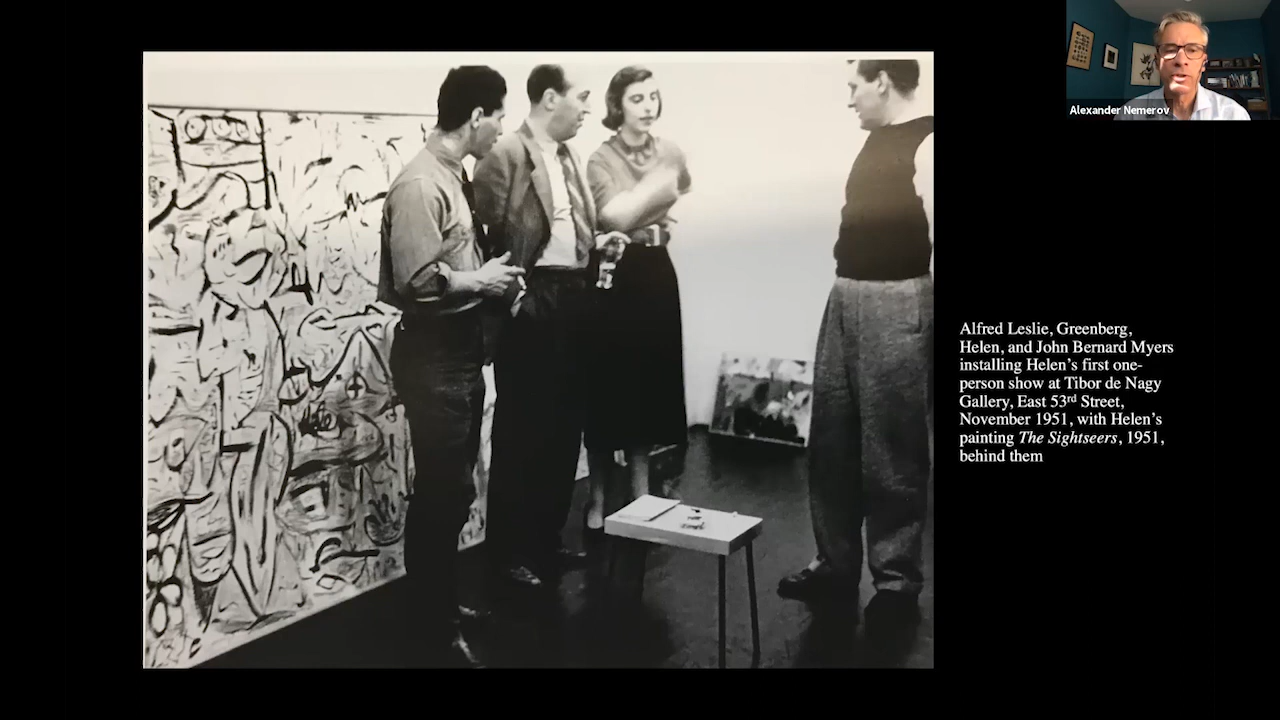 Alexander Nemerov
Alfred Leslie, Greenberg,
Helen, and John Bernard Myers
installing Helen's first one-
person show at Tibor de Nagy
Gallery, East 53rd Street,
November 1951, with Helen's
painting The Sightseers, 1951,
behind them